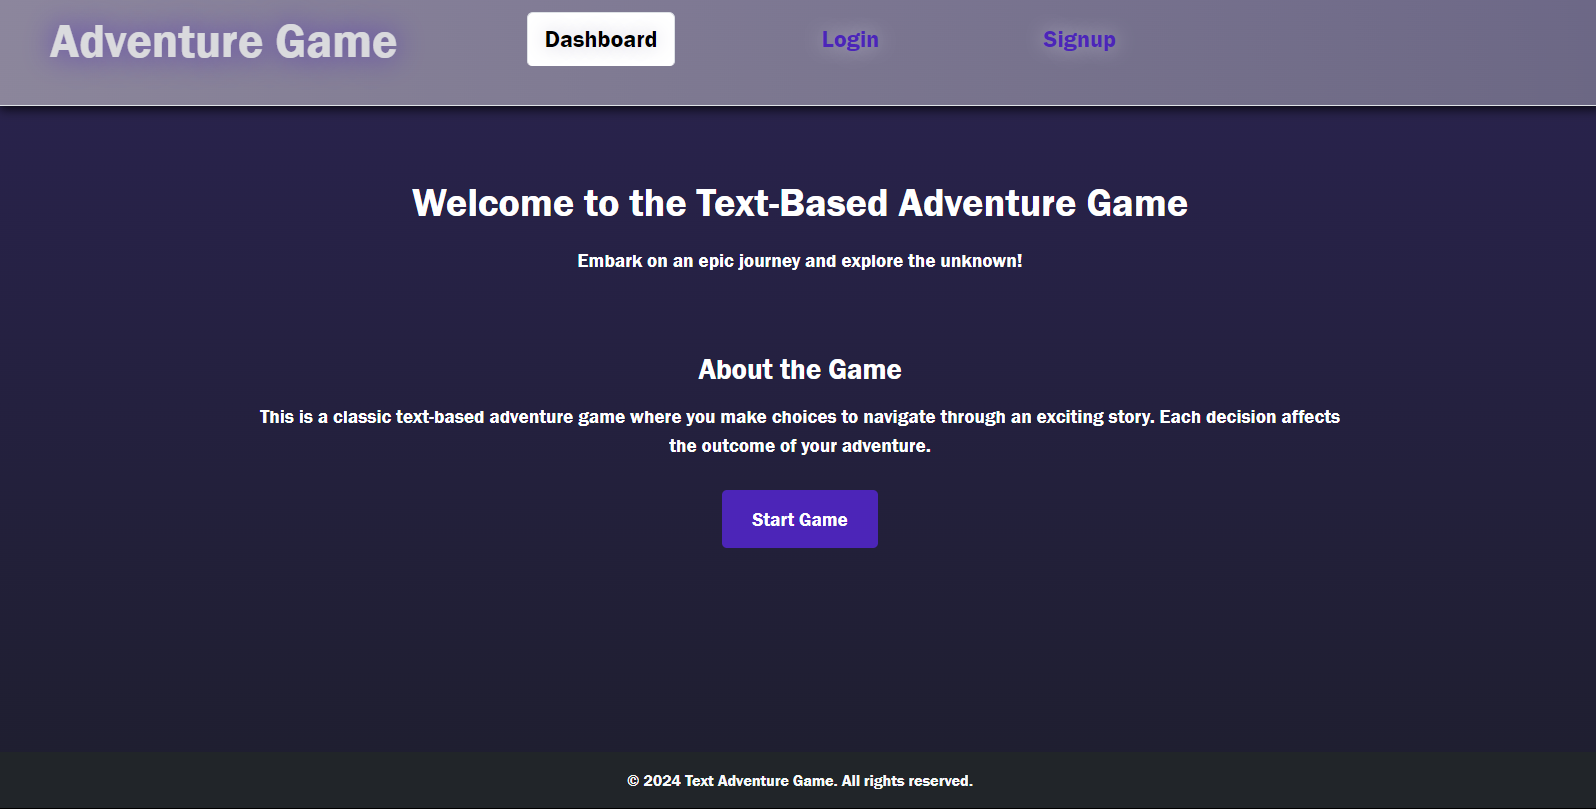 Adventure Game
Dashboard
Login
Signup
Welcome to the Text-Based Adventure Game
Embark on an epic journey and explore the unknown!
About the Game
This is a classic text-based adventure game where you make choices to navigate through an exciting story. Each decision affects
the outcome of your adventure.
Start Game
© 2024 Text Adventure Game. All rights reserved.